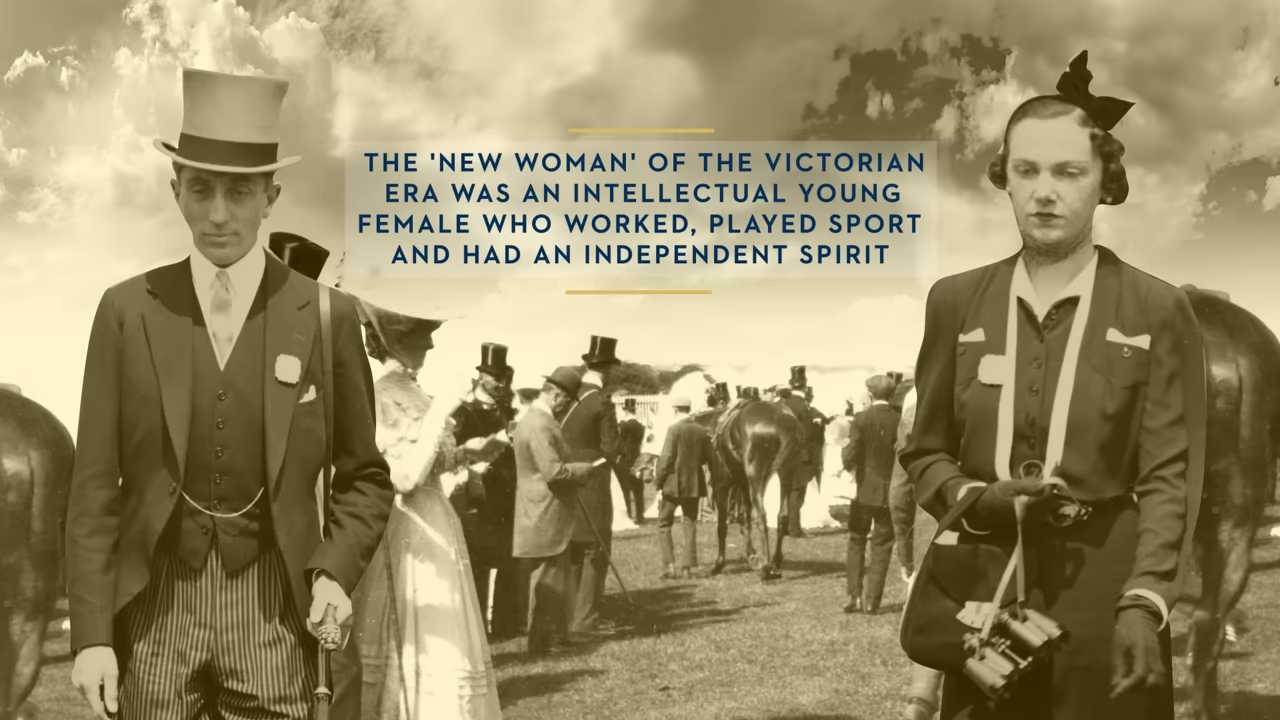 THE 'NEW WOMAN' OF THE VICTORIAN
ERA WAS AN INTELLECTUAL YOUNG
FEMALE WHO WORKED, PLAYED SPORT
AND HAD AN INDEPENDENT SPIRIT